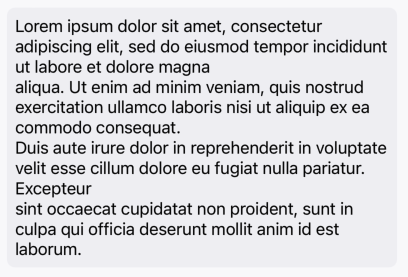 Lorem ipsum dolor sit amet, consectetur
adipiscing elit, sed do eiusmod tempor incididunt
ut labore et dolore magna
aliqua. Ut enim ad minim veniam, quis nostrud
exercitation ullamco laboris nisi ut aliquip ex ea
commodo consequat.
Duis aute irure dolor in reprehenderit in voluptate
velit esse cillum dolore eu fugiat nulla pariatur.
Excepteur
sint occaecat cupidatat non proident, sunt in
culpa qui officia deserunt mollit anim id est
laborum.